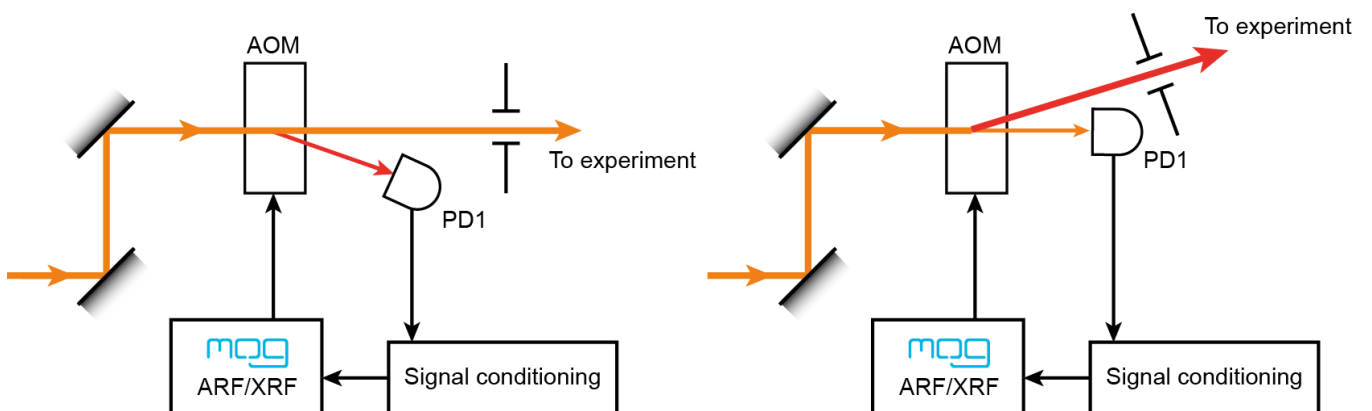 AOM
To experiment
PD1
mog
ARF/XRF
Signal conditioning
To experiment
AOM
PD1
mog
ARF/XRF
Signal conditioning